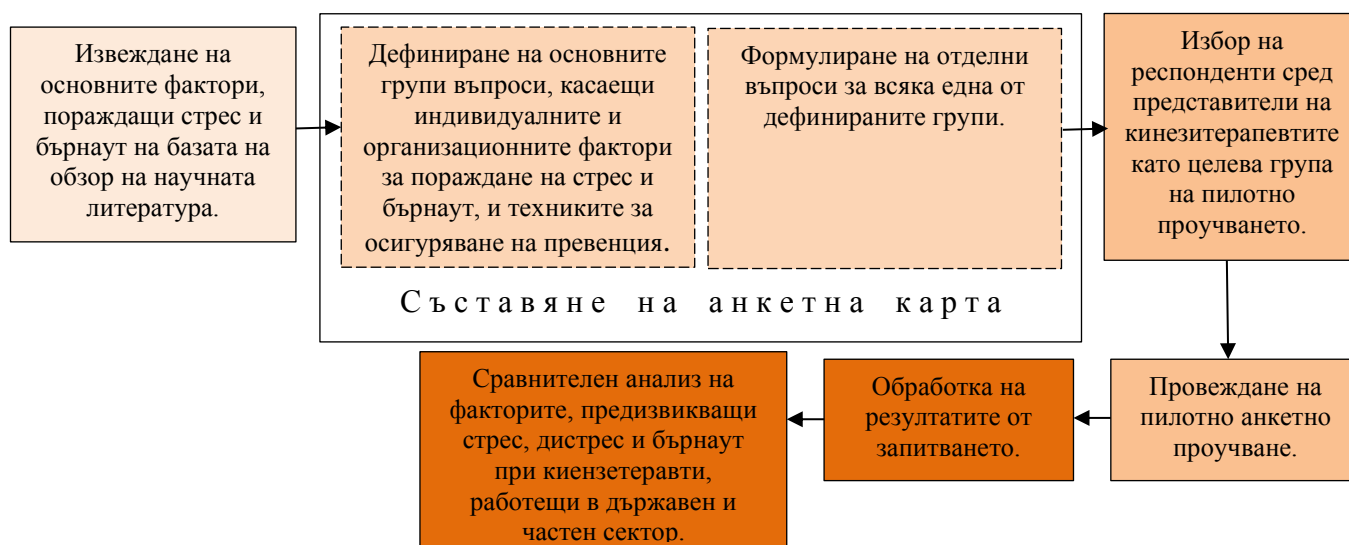 Извеждане на
основните фактори,
пораждащи стрес и
бърнаут на базата на
обзор на научната
литература.
Дефиниране на основните
групи въпроси, касаещи
индивидуалните и
организационните фактори
за пораждане на стрес и
бърнаут, и техниките за
осигуряване на превенция.
Формулиране на отделни
въпроси за всяка една от
дефинираните групи.
Съставяне на анкетна карта
Избор на
респонденти сред
представители на
кинезитерапевтите
като целева група
на пилотно
проучването.
Провеждане на
пилотно анкетно
проучване.
Обработка на
резултатите от
запитването.
Сравнителен анализ на
факторите, предизвикващи
стрес, дистрес и бърнаут
при киензетеравти,
работещи в държавен и
частен сектор.